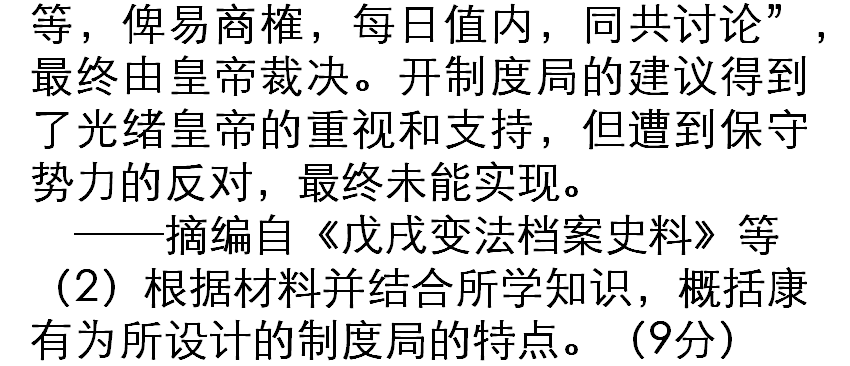 等，俾易商榷，每日值内，同共讨论”，
最终由皇帝裁决。开制度局的建议得到
了光绪皇帝的重视和支持，但遭到保守
势力的反对，最终未能实现。
——摘编自《戊戌变法档案史料》等
（2）根据材料并结合所学知识，概括康
有为所设计的制度局的特点。（9分）